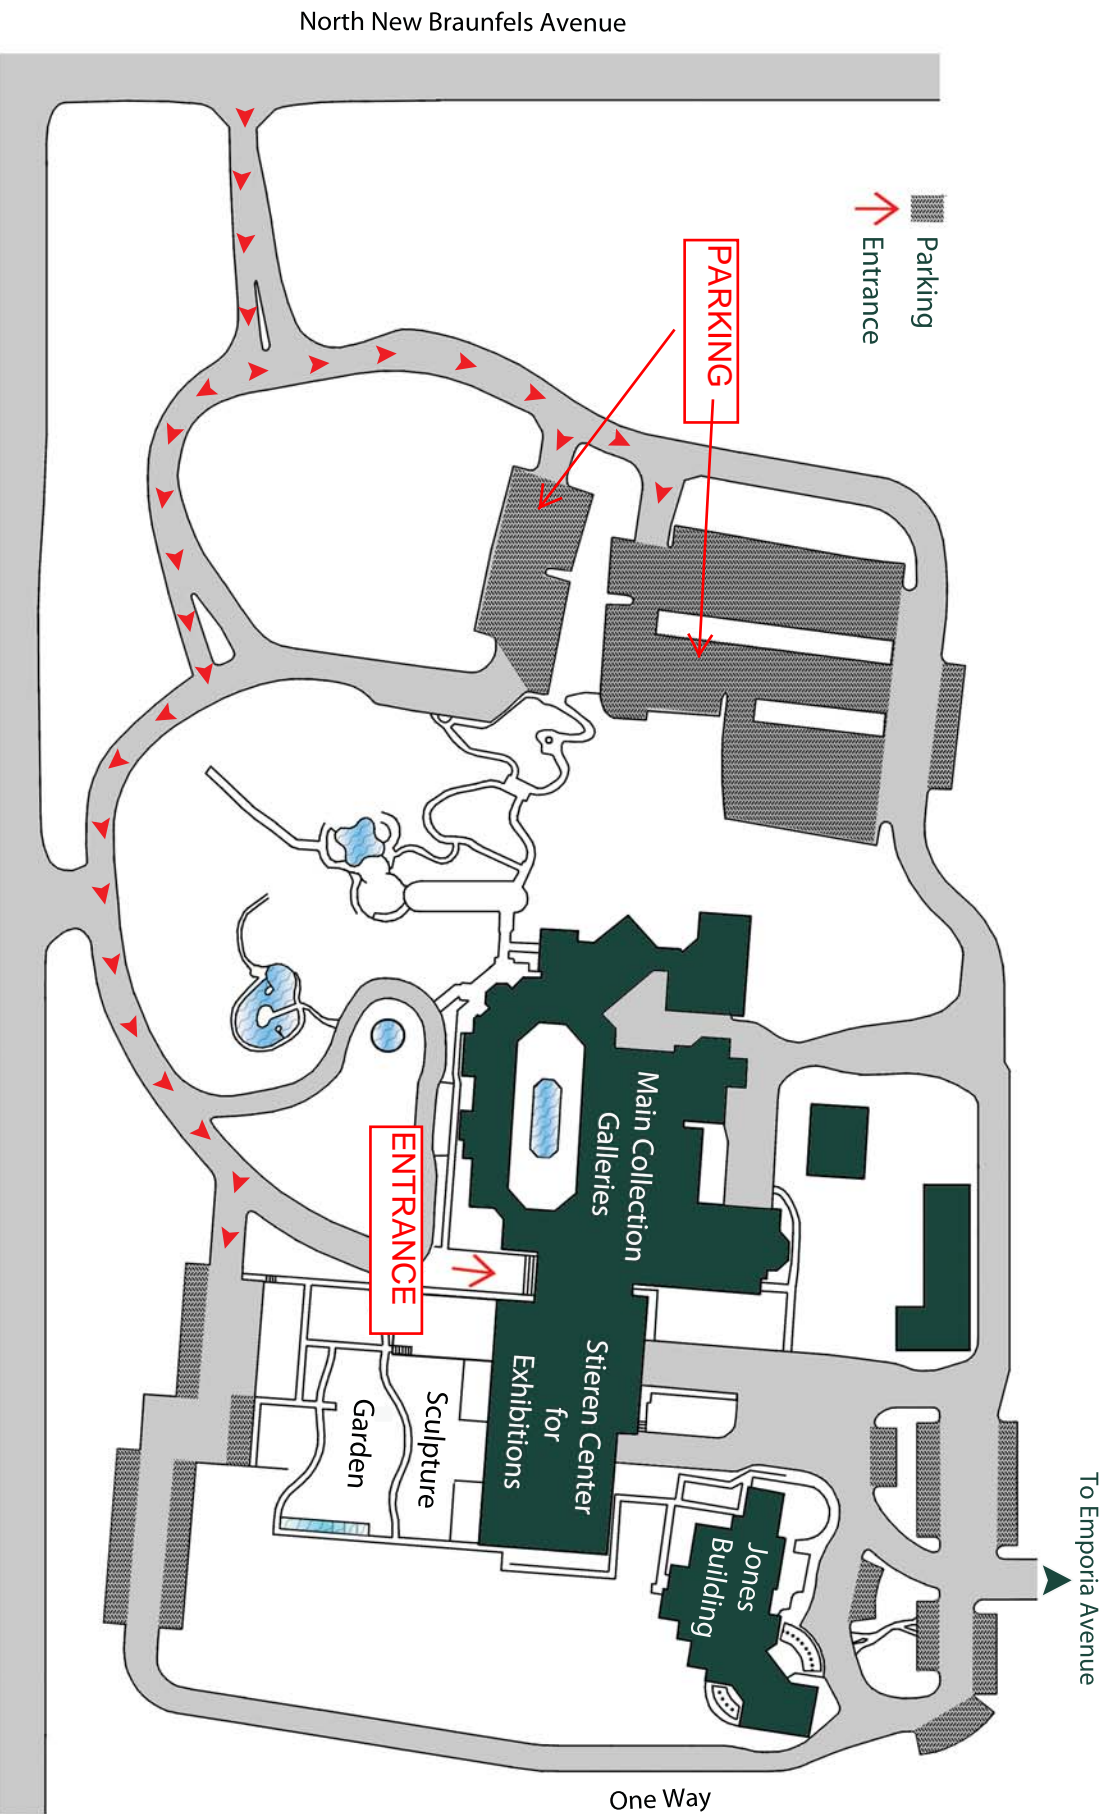 North New Braunfels Avenue
Parking
Entrance
PARKING
ENTRANCE
Main Collection
Galleries
Stieren Center
for
Exhibitions
Sculpture
Garden
Jones
Building
To Emporia Avenue
One Way